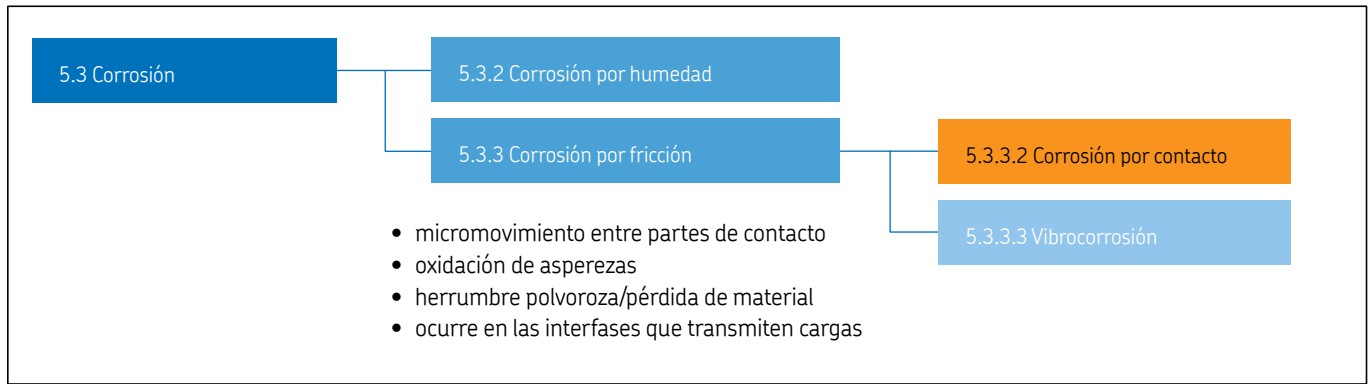 5.3 Corrosión
5.3.2 Corrosión por humedad
5.3.3 Corrosión por fricción
5.3.3.2 Corrosión por contacto
5.3.3.3 Vibrocorrosión
• micromovimiento entre partes de contacto
• oxidación de asperezas
• herrumbre polvoroza/pérdida de material
• ocurre en las interfases que transmiten cargas